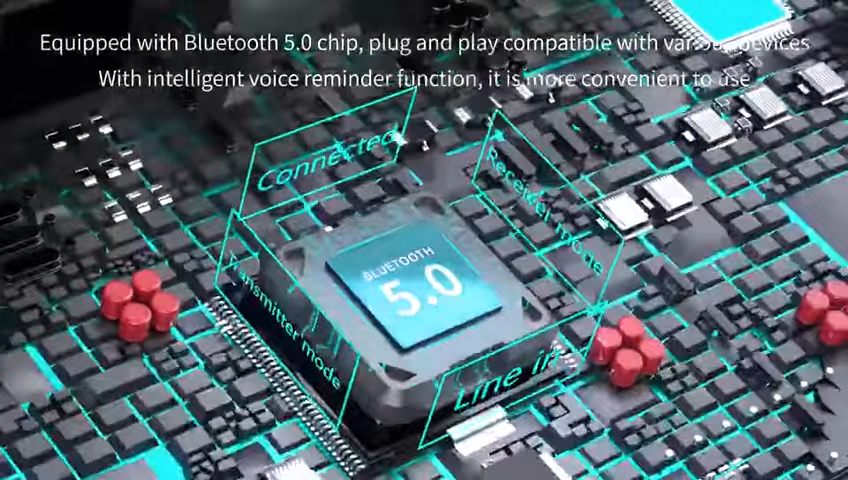 Equipped with Bluetooth 5.0 chip, plug and play compatible with various devices
With intelligent voice reminder function, it is more convenient to use
Connected
Receiver mode
BLUETOOTH
5.0
Transmitter mode
Line in